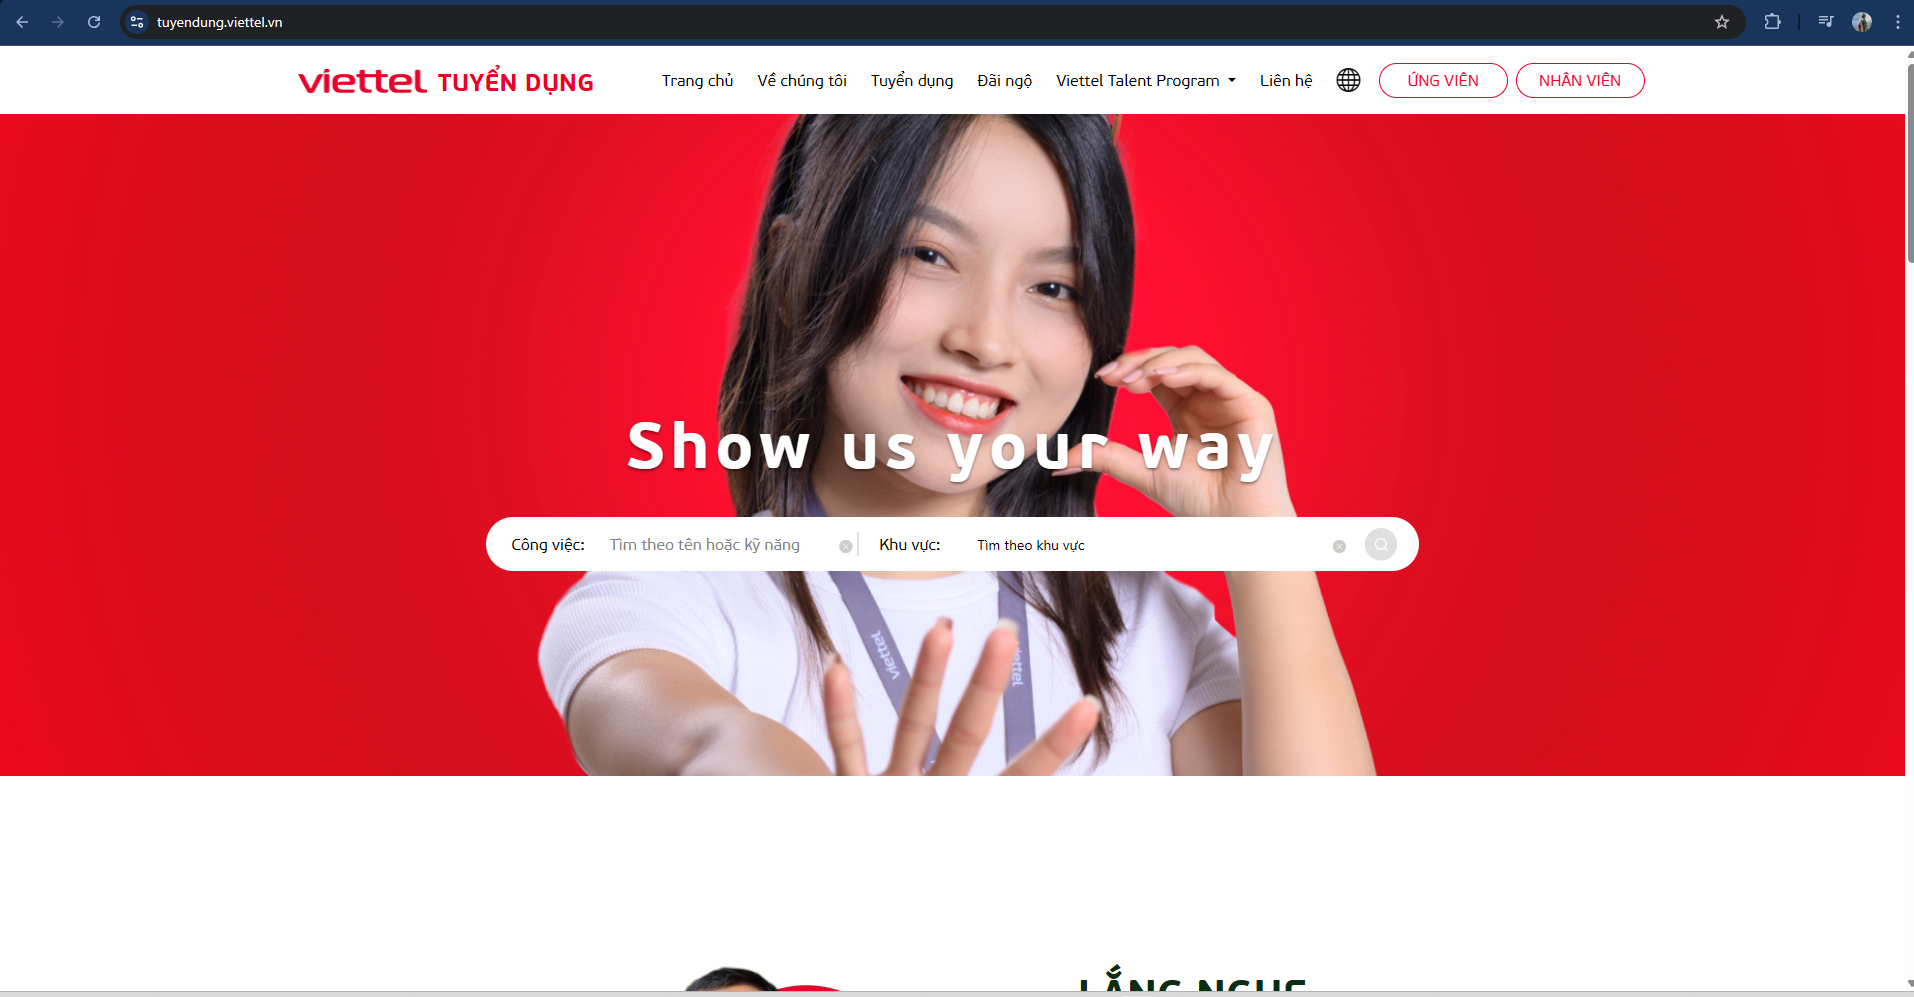 tuyendung.viettel.vn
viettel TUYỂN DỤNG
Trang chủ Về chúng tôi Tuyển dụng Đãi ngộ Viettel Talent Program Liên hệ ỨNG VIÊN NHÂN VIÊN
Show us your way
Công việc: Tìm theo tên hoặc kỹ năng Khu vực: Tìm theo khu vực
viettel viettel
LẮNG NGHE